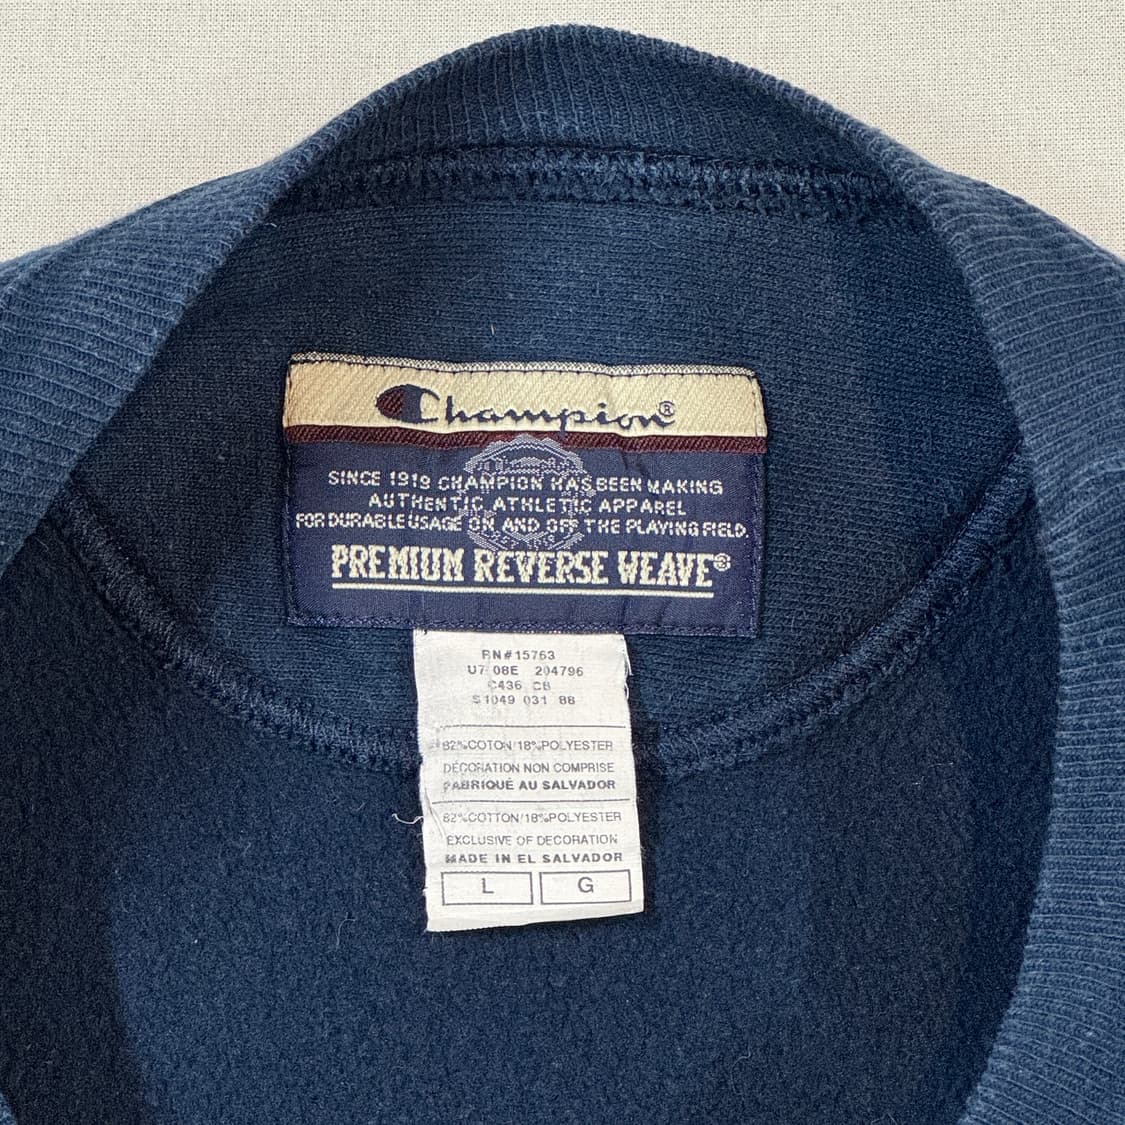 Champion®
SINCE 1919 CHAMPION HAS BEEN MAKING
AUTHENTIC ATHLETIC APPAREL
FOR DURABLE USAGE ON AND OFF THE PLAYING FIELD.
PREMIUM REVERSE WEAVE®
RN#15763
U7 08E 204796
C436 CB
S1049 031 88
82%COTON/18%POLYESTER
DÉCORATION NON COMPRISE
FABRIQUÉ AU SALVADOR
82%COTTON/18%POLYESTER
EXCLUSIVE OF DECORATION
MADE IN EL SALVADOR
L G